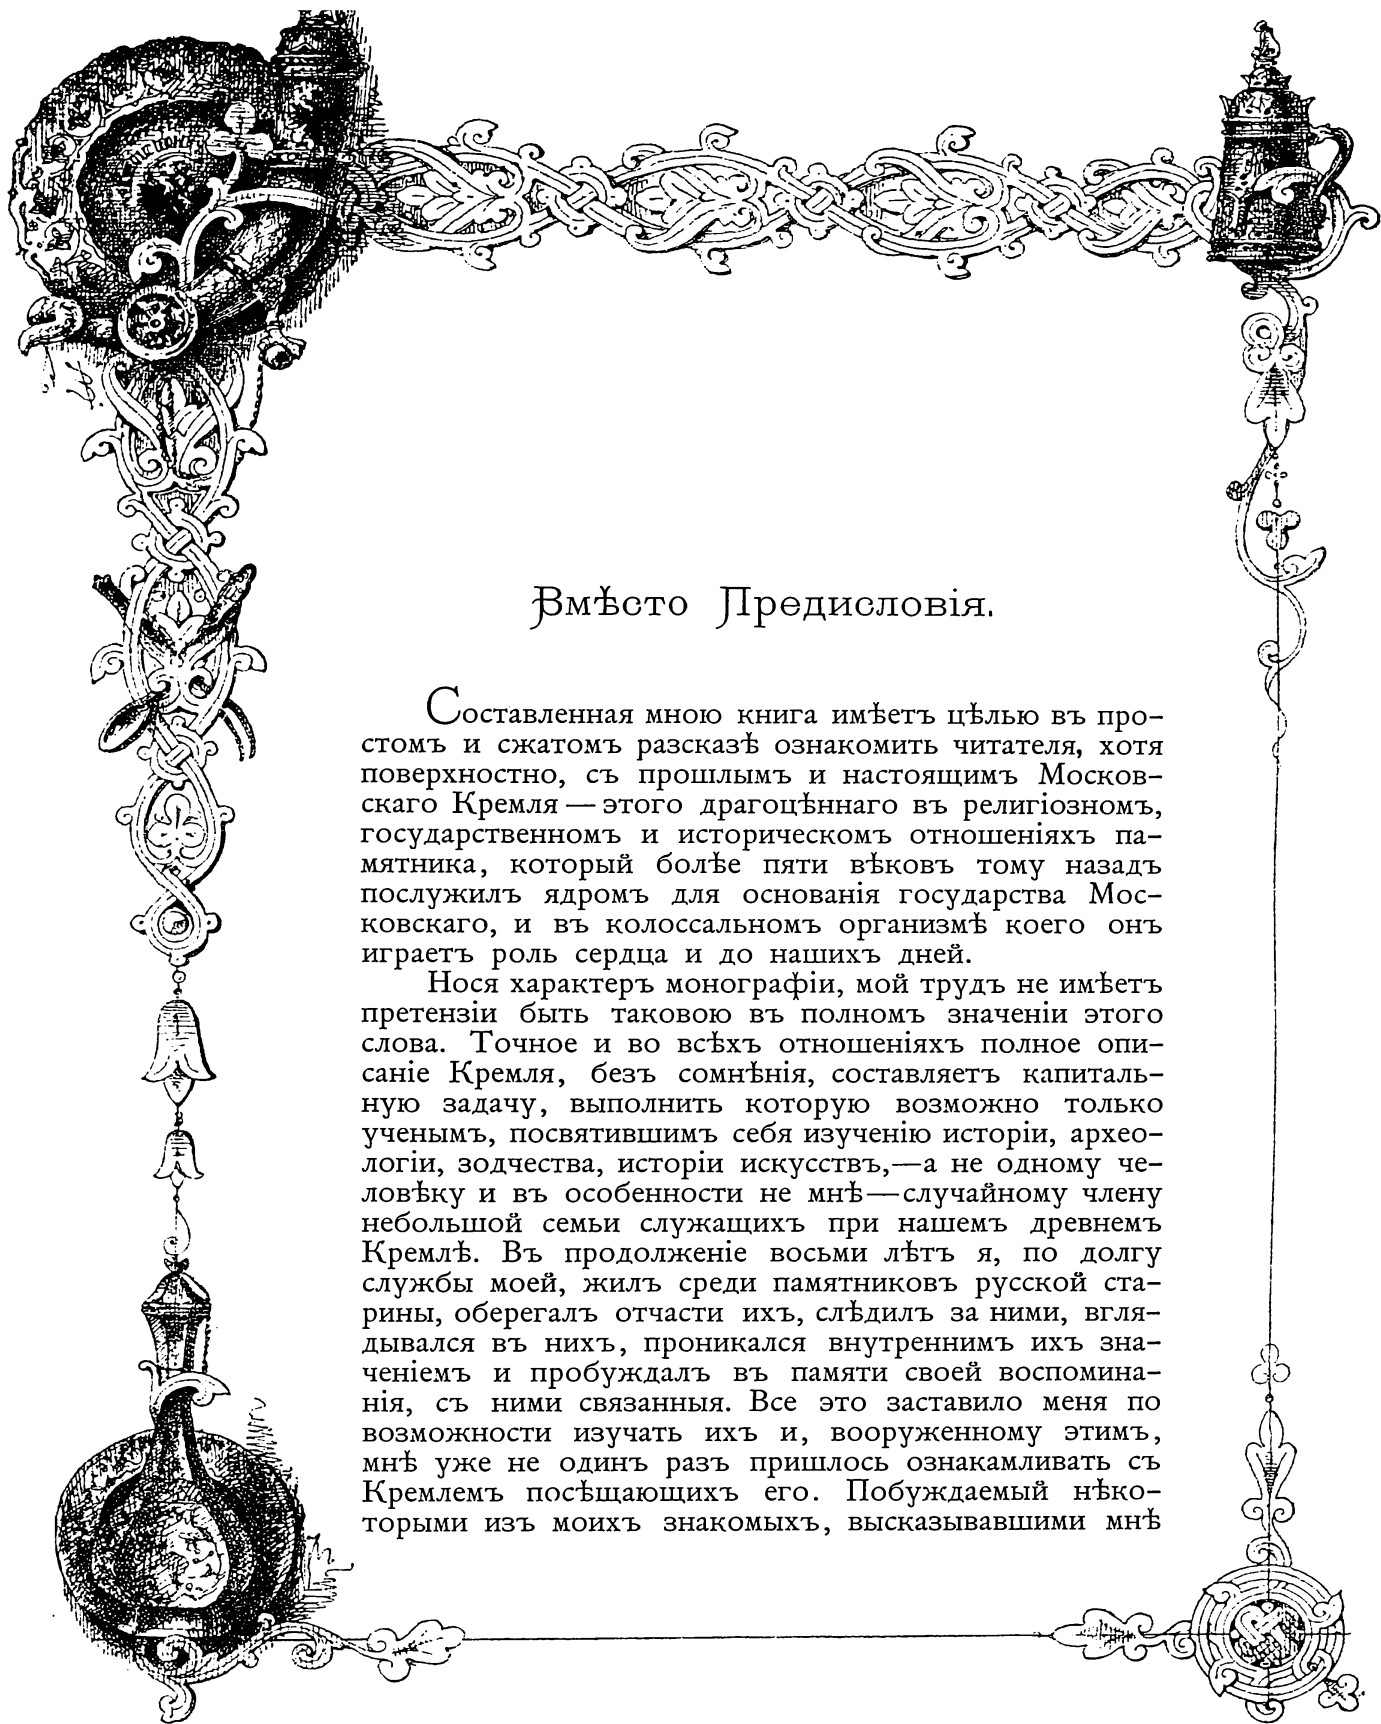 Вмѣсто Предисловія.
Составленная мною книга имѣетъ цѣлью въ про-
стомъ и сжатомъ разсказѣ ознакомить читателя, хотя
поверхностно, съ прошлымъ и настоящимъ Москов-
скаго Кремля — этого драгоцѣннаго въ религіозномъ,
государственномъ и историческомъ отношеніяхъ па-
мятника, который болѣе пяти вѣковъ тому назадъ
послужилъ ядромъ для основанія государства Мос-
ковскаго, и въ колоссальномъ организмѣ коего онъ
играетъ роль сердца и до нашихъ дней.
Нося характеръ монографіи, мой трудъ не имѣетъ
претензіи быть таковою въ полномъ значеніи этого
слова. Точное и во всѣхъ отношеніяхъ полное опи-
саніе Кремля, безъ сомнѣнія, составляетъ капиталь-
ную задачу, выполнить которую возможно только
ученымъ, посвятившимъ себя изученію исторіи, архео-
логіи, зодчества, исторіи искусствъ,—а не одному че-
ловѣку и въ особенности не мнѣ—случайному члену
небольшой семьи служащихъ при нашемъ древнемъ
Кремлѣ. Въ продолженіе восьми лѣтъ я, по долгу
службы моей, жилъ среди памятниковъ русской ста-
рины, оберегалъ отчасти ихъ, слѣдилъ за ними, вгля-
дывался въ нихъ, проникался внутреннимъ ихъ зна-
ченіемъ и пробуждалъ въ памяти своей воспомина-
нія, съ ними связанныя. Все это заставило меня по
возможности изучать ихъ и, вооруженному этимъ,
мнѣ уже не одинъ разъ пришлось ознакамливать съ
Кремлемъ посѣщающихъ его. Побуждаемый нѣко-
торыми изъ моихъ знакомыхъ, высказывавшими мнѣ